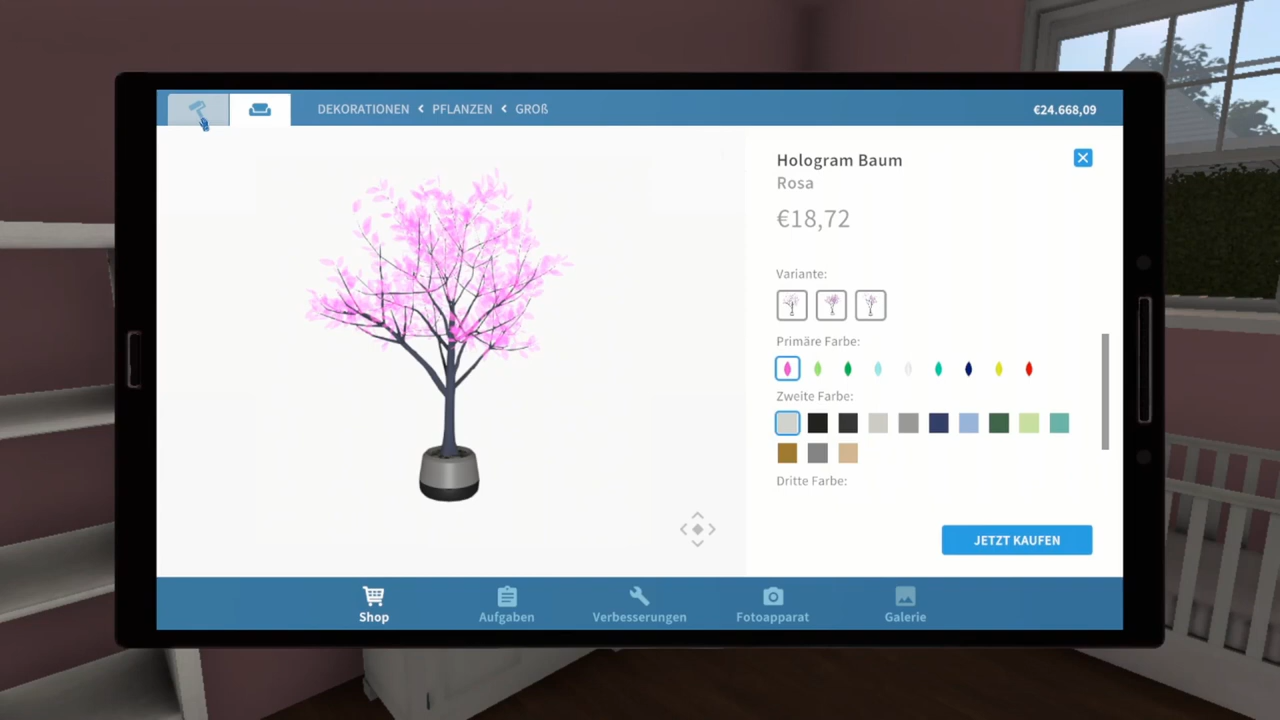 DEKORATIONEN < PFLANZEN < GROß
€24.668,09
Hologram Baum
Rosa
€18,72
Variante:
Primäre Farbe:
Zweite Farbe:
Dritte Farbe:
JETZT KAUFEN
Shop
Aufgaben
Verbesserungen
Fotoapparat
Galerie